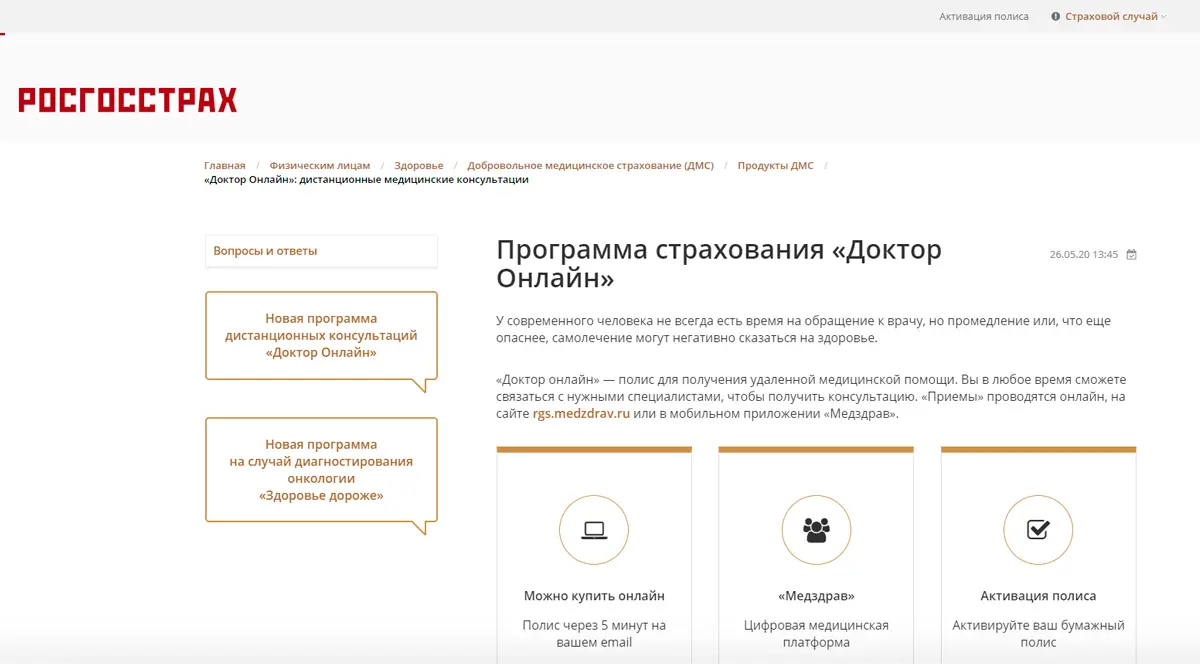 Активация полиса
Страховой случай
РОСГОССТРАХ
Главная / Физическим лицам / Здоровье / Добровольное медицинское страхование (ДМС) / Продукты ДМС /
«Доктор Онлайн»: дистанционные медицинские консультации
Вопросы и ответы
Новая программа
дистанционных консультаций
«Доктор Онлайн»
Новая программа
на случай диагностирования
онкологии
«Здоровье дороже»
Программа страхования «Доктор
Онлайн»
26.05.20 13:45
У современного человека не всегда есть время на обращение к врачу, но промедление или, что еще
опаснее, самолечение могут негативно сказаться на здоровье.
«Доктор онлайн» — полис для получения удаленной медицинской помощи. Вы в любое время сможете
связаться с нужными специалистами, чтобы получить консультацию. «Приемы» проводятся онлайн, на
сайте rgs.medzdrav.ru или в мобильном приложении «Медздрав».
Можно купить онлайн
Полис через 5 минут на
вашем email
«Медздрав»
Цифровая медицинская
платформа
Активация полиса
Активируйте ваш бумажный
полис